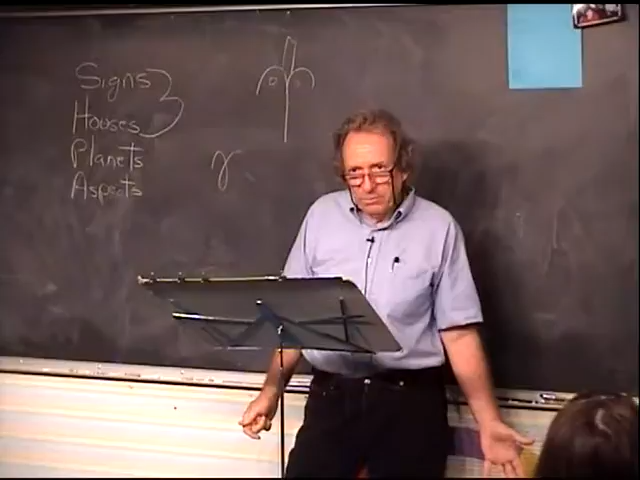 Signs
Houses
Planets
Aspects
γ